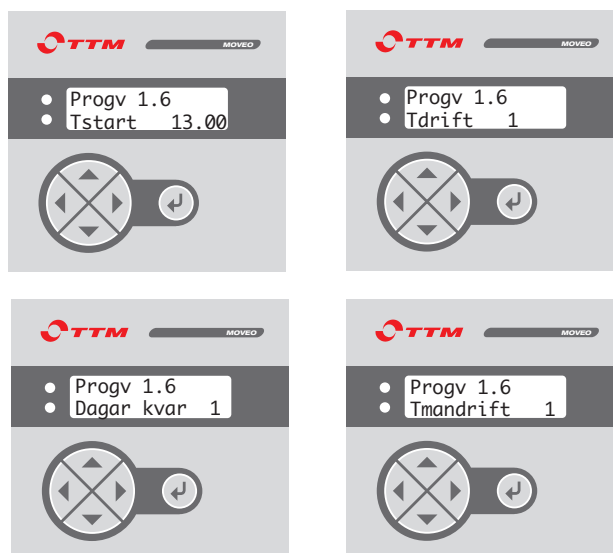 TTM MOVEO
Progv 1.6
Tstart 13.00
TTM MOVEO
Progv 1.6
Tdrift 1
TTM MOVEO
Progv 1.6
Dagar kvar 1
TTM MOVEO
Progv 1.6
Tmandrift 1